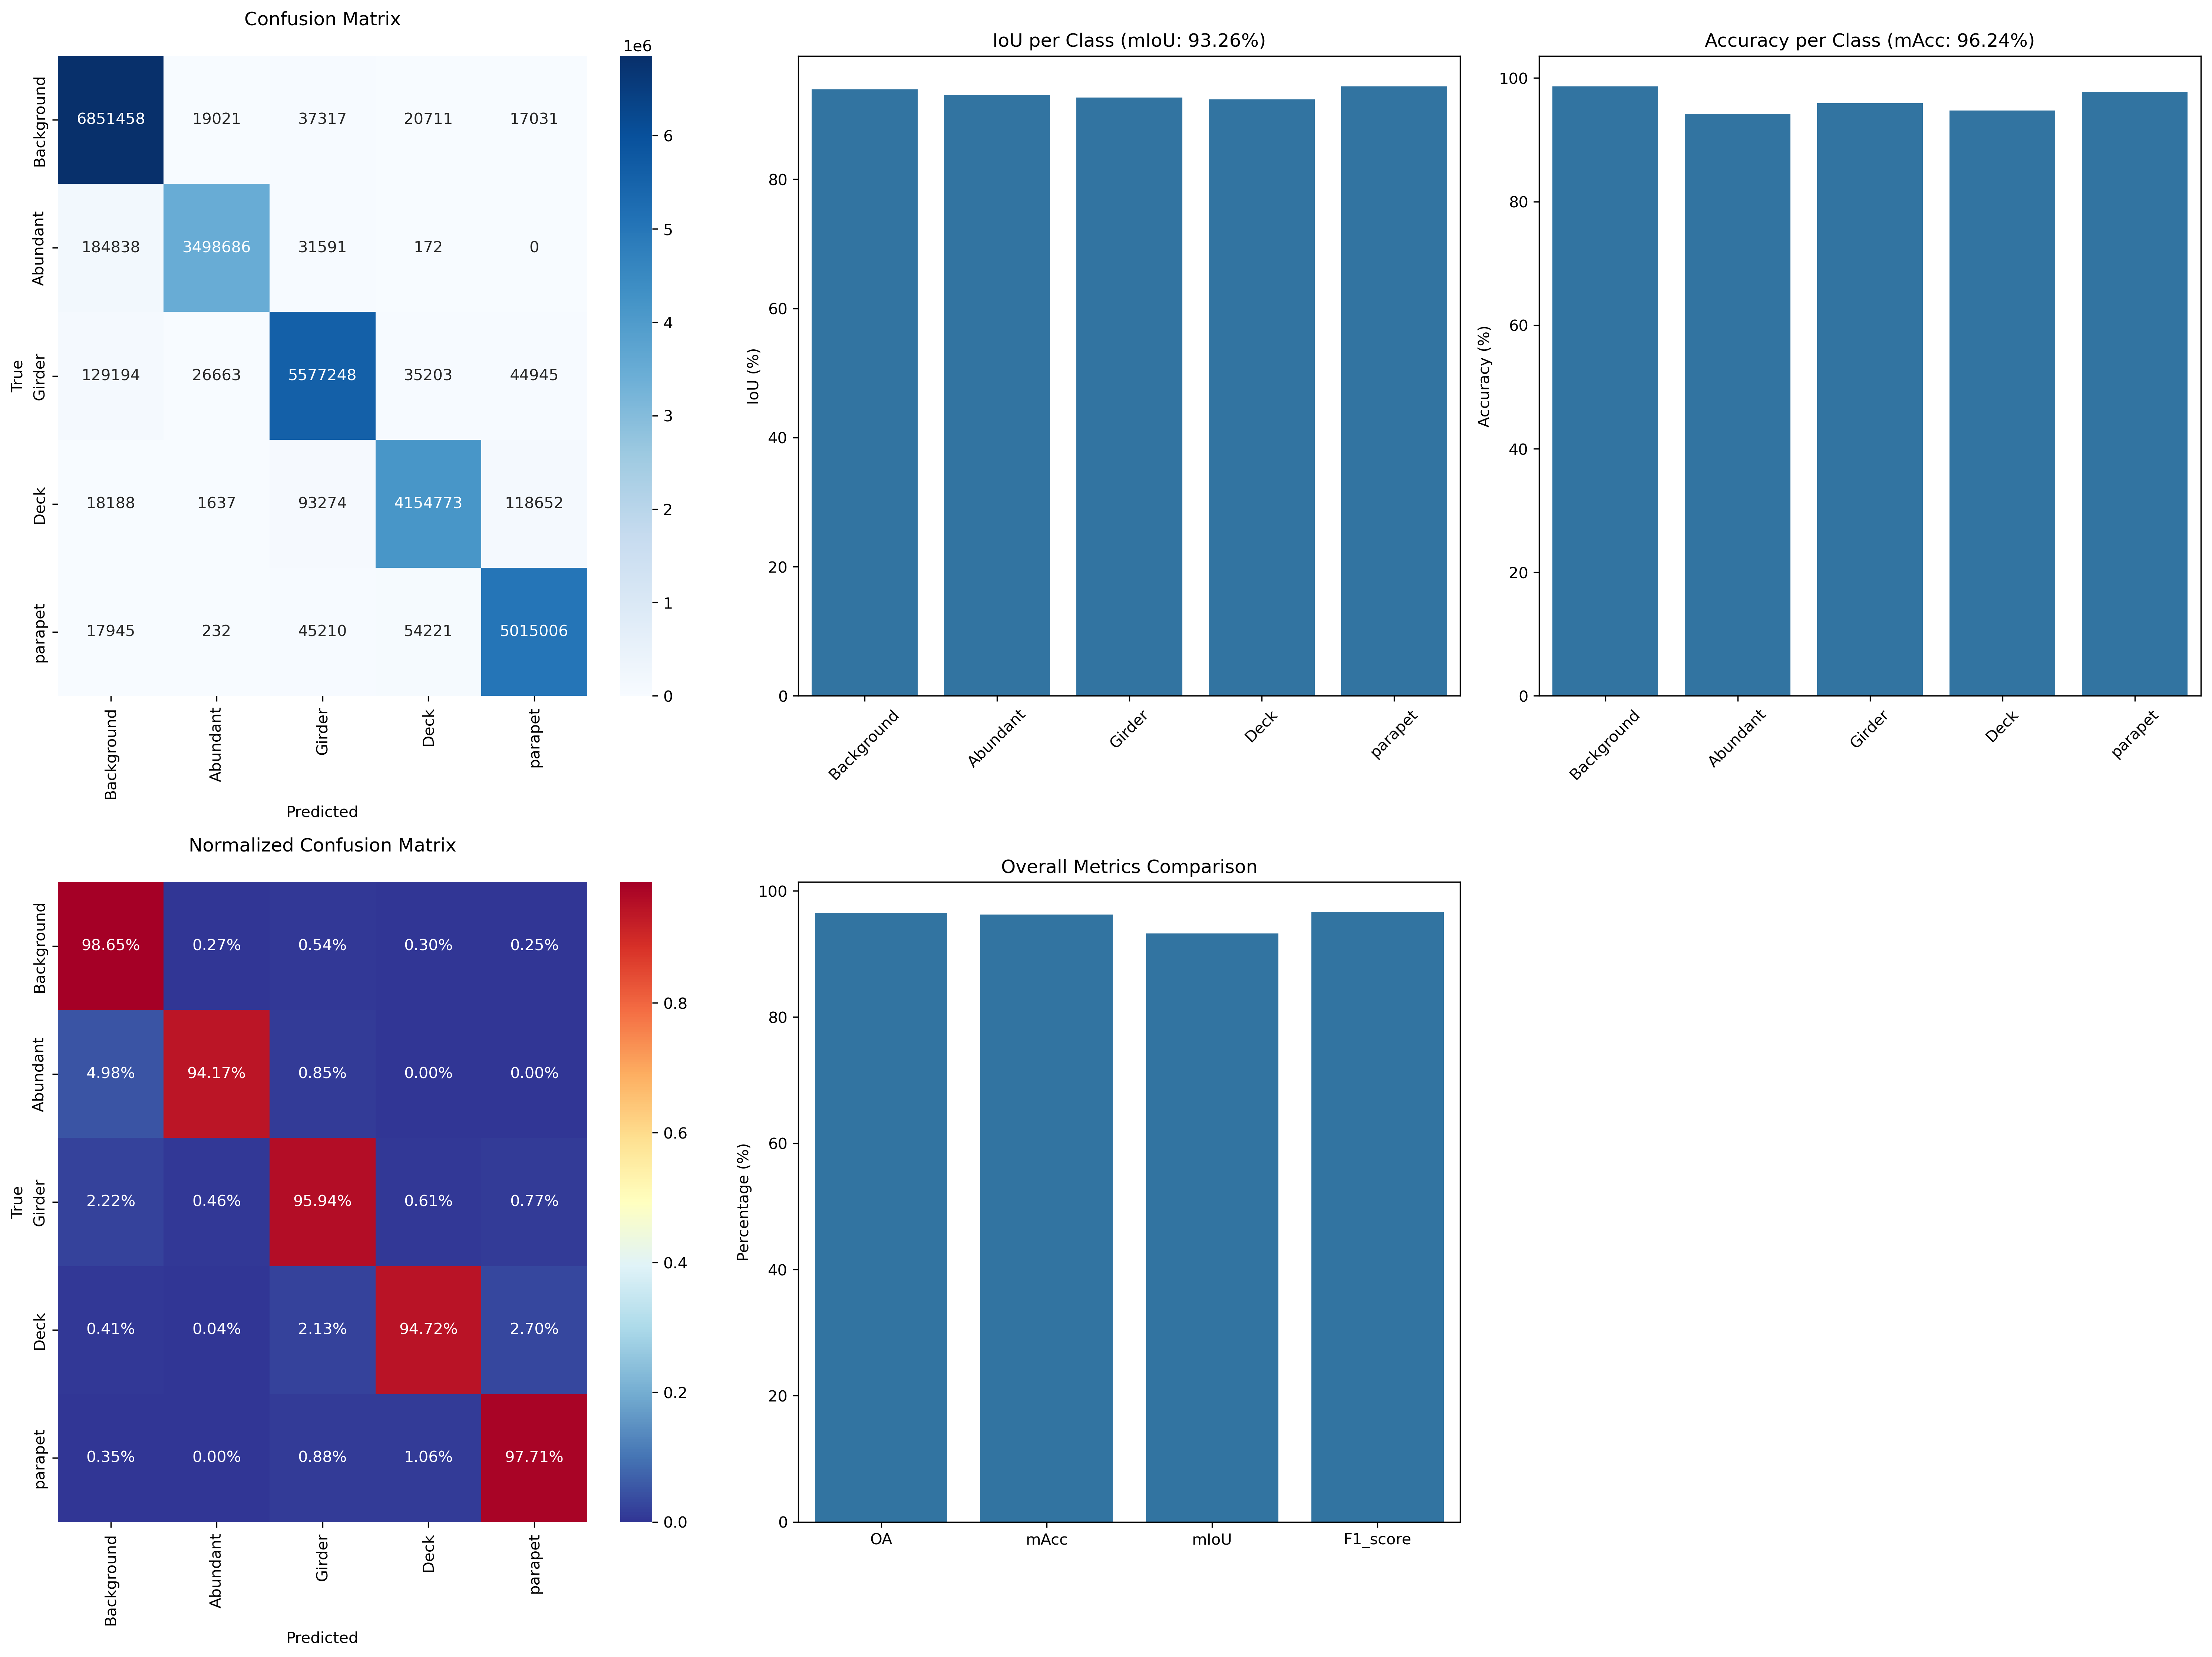 Confusion Matrix
1e6
Background 6851458 19021 37317 20711 17031
Abundant 184838 3498686 31591 172 0
Girder 129194 26663 5577248 35203 44945
Deck 18188 1637 93274 4154773 118652
parapet 17945 232 45210 54221 5015006
True
Background Abundant Girder Deck parapet
Predicted
6
5
4
3
2
1
0
IoU per Class (mIoU: 93.26%)
IoU (%)
80
60
40
20
0
Background Abundant Girder Deck parapet
Accuracy per Class (mAcc: 96.24%)
Accuracy (%)
100
80
60
40
20
0
Background Abundant Girder Deck parapet
Normalized Confusion Matrix
Background 98.65% 0.27% 0.54% 0.30% 0.25%
Abundant 4.98% 94.17% 0.85% 0.00% 0.00%
Girder 2.22% 0.46% 95.94% 0.61% 0.77%
Deck 0.41% 0.04% 2.13% 94.72% 2.70%
parapet 0.35% 0.00% 0.88% 1.06% 97.71%
True
Background Abundant Girder Deck parapet
Predicted
0.8
0.6
0.4
0.2
0.0
Overall Metrics Comparison
Percentage (%)
100
80
60
40
20
0
OA mAcc mIoU F1_score